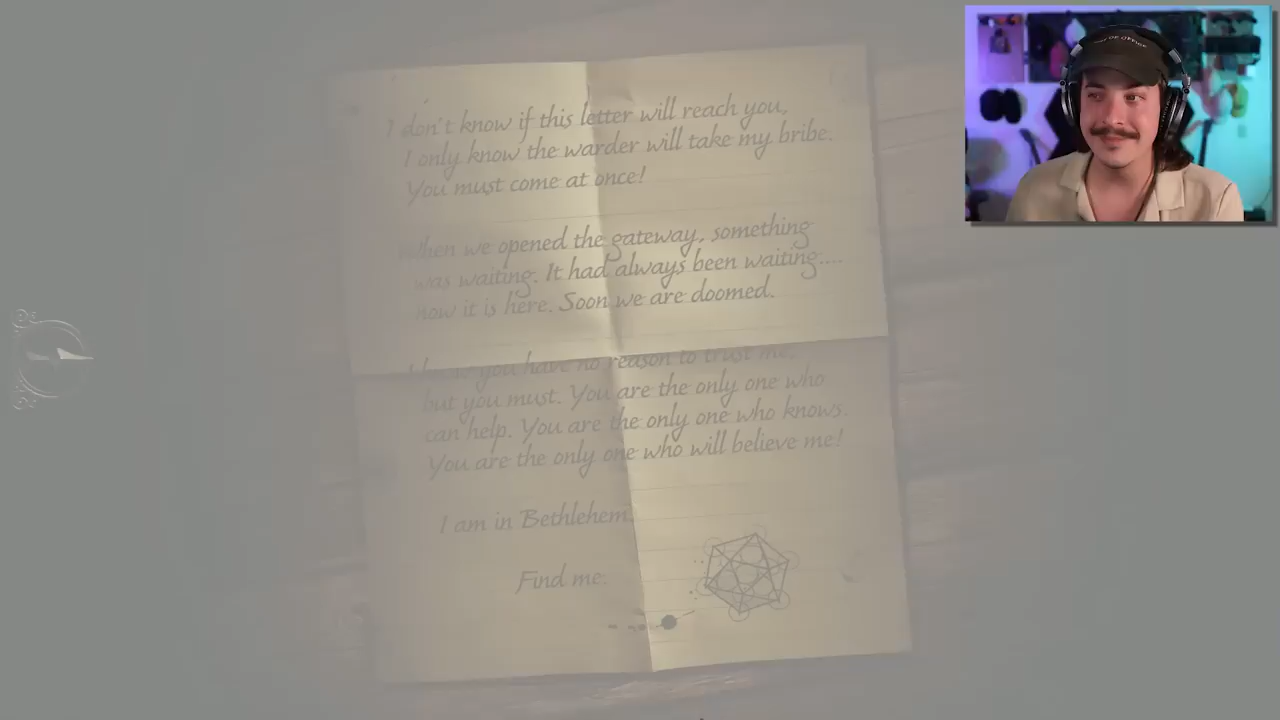 I don't know if this letter will reach you,
I only know the warder will take my bribe.
You must come at once!
When we opened the gateway, something
was waiting. It had always been waiting....
now it is here. Soon we are doomed.
I know you have no reason to trust me,
but you must. You are the only one who
can help. You are the only one who knows.
You are the only one who will believe me!
I am in Bethlehem.
Find me.